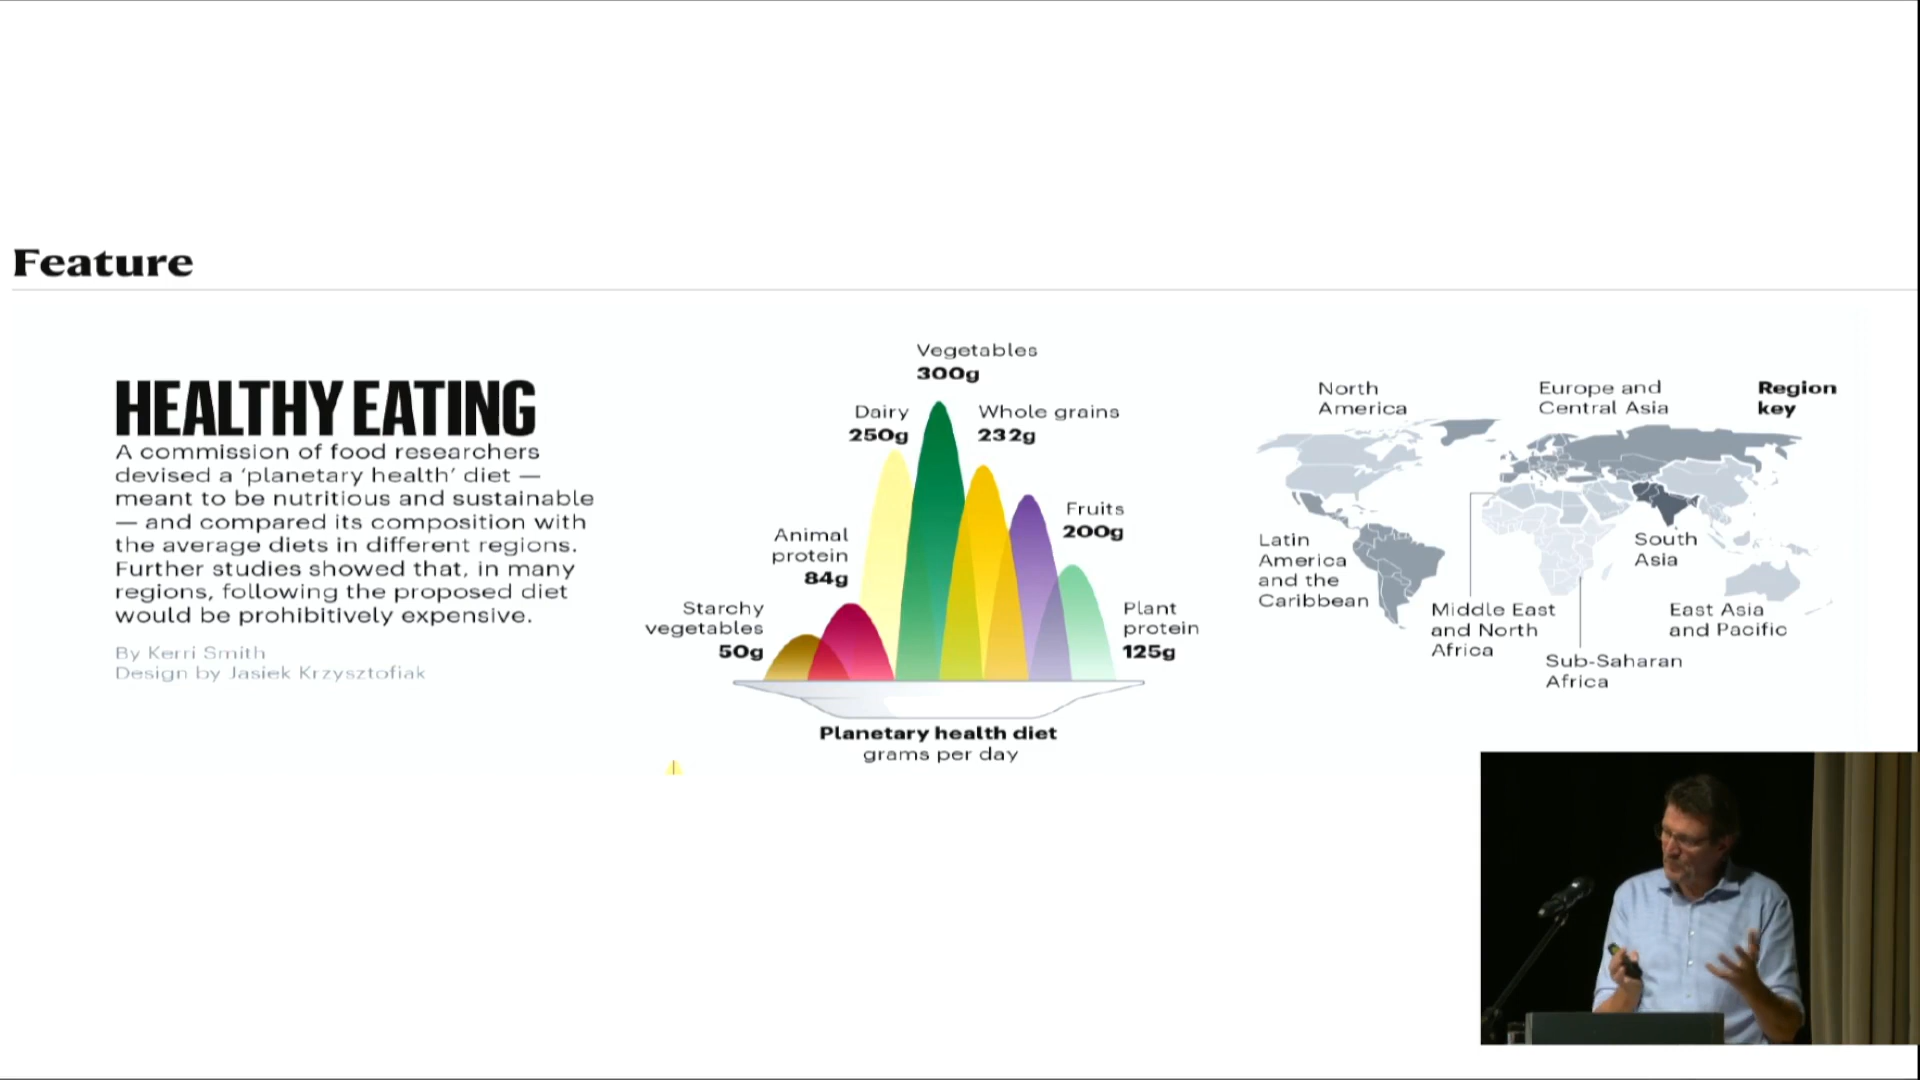 Feature
HEALTHY EATING
A commission of food researchers
devised a ‘planetary health’ diet —
meant to be nutritious and sustainable
— and compared its composition with
the average diets in different regions.
Further studies showed that, in many
regions, following the proposed diet
would be prohibitively expensive.
By Kerri Smith
Design by Jasiek Krzysztofiak
Vegetables
300g
Dairy
250g
Whole grains
232g
Fruits
200g
Animal
protein
84g
Starchy
vegetables
50g
Plant
protein
125g
Planetary health diet
grams per day
North
America
Europe and
Central Asia
Region
key
Latin
America
and the
Caribbean
South
Asia
Middle East
and North
Africa
East Asia
and Pacific
Sub-Saharan
Africa